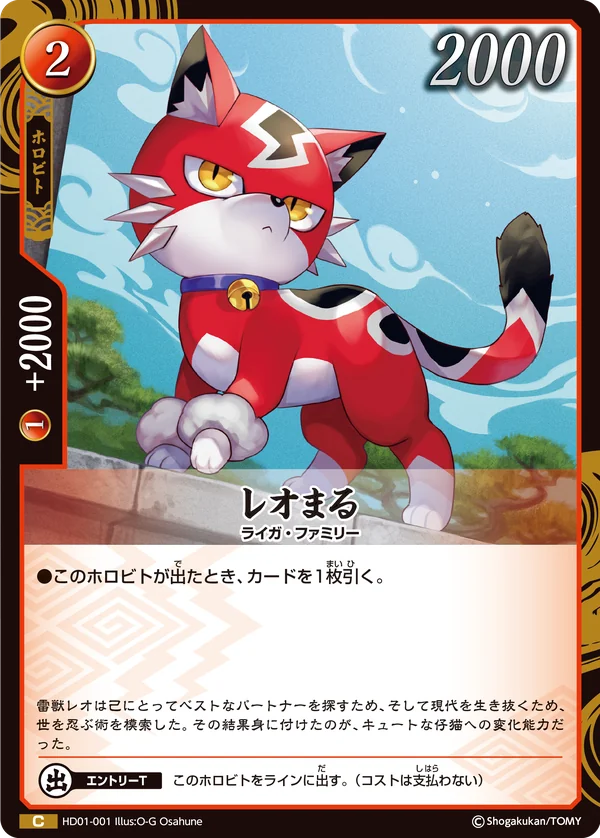 2
2000
ホロビト
+2000
1
レオまる
ライガ・ファミリー
●このホロビトが出たとき、カードを1枚引く。
雷獣レオは己にとってベストなパートナーを探すため、そして現代を生き抜くため、
世を忍ぶ術を模索した。その結果身に付けたのが、キュートな仔猫への変化能力だ
った。
出 エントリーT このホロビトをラインに出す。（コストは支払わない）
C HD01-001 Illus:O-G Osahune ©Shogakukan/TOMY